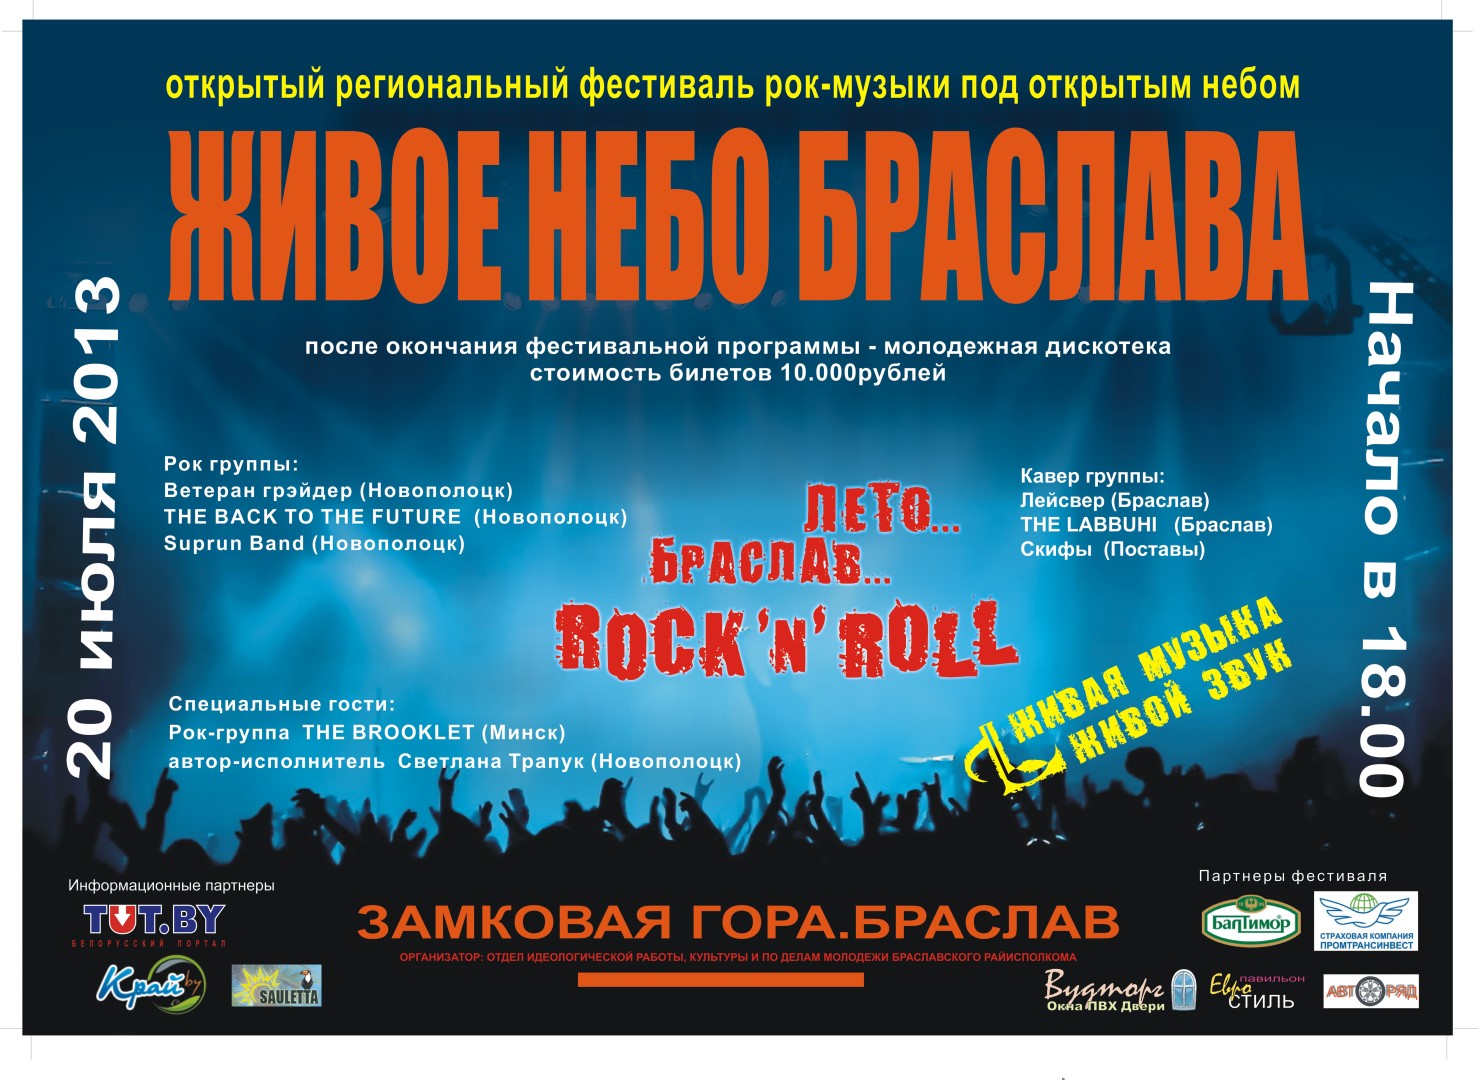 открытый региональный фестиваль рок-музыки под открытым небом
ЖИВОЕ НЕБО БРАСЛАВА
после окончания фестивальной программы - молодежная дискотека
стоимость билетов 10.000рублей
20 июля 2013
Начало в 18.00
Рок группы:
Ветеран грэйдер (Новополоцк)
THE BACK TO THE FUTURE (Новополоцк)
Suprun Band (Новополоцк)
Кавер группы:
Лейсвер (Браслав)
THE LABBUHI (Браслав)
Скифы (Поставы)
ЛЕТО...
БРАСЛАВ...
ROCK 'N' ROLL
ЖИВАЯ МУЗЫКА
ЖИВОЙ ЗВУК
Специальные гости:
Рок-группа THE BROOKLET (Минск)
автор-исполнитель Светлана Трапук (Новополоцк)
Информационные партнеры
TUT.BY
БЕЛОРУССКИЙ ПОРТАЛ
Край.by
SAULETTA
ЗАМКОВАЯ ГОРА.БРАСЛАВ
ОРГАНИЗАТОР: ОТДЕЛ ИДЕОЛОГИЧЕСКОЙ РАБОТЫ, КУЛЬТУРЫ И ПО ДЕЛАМ МОЛОДЕЖИ БРАСЛАВСКОГО РАЙИСПОЛКОМА
Партнеры фестиваля
БалТимор
СТРАХОВАЯ КОМПАНИЯ
ПРОМТРАНСИНВЕСТ
Вудторг
Окна ПВХ Двери
павильон
Евро
СТИЛЬ
АВТОРЯД